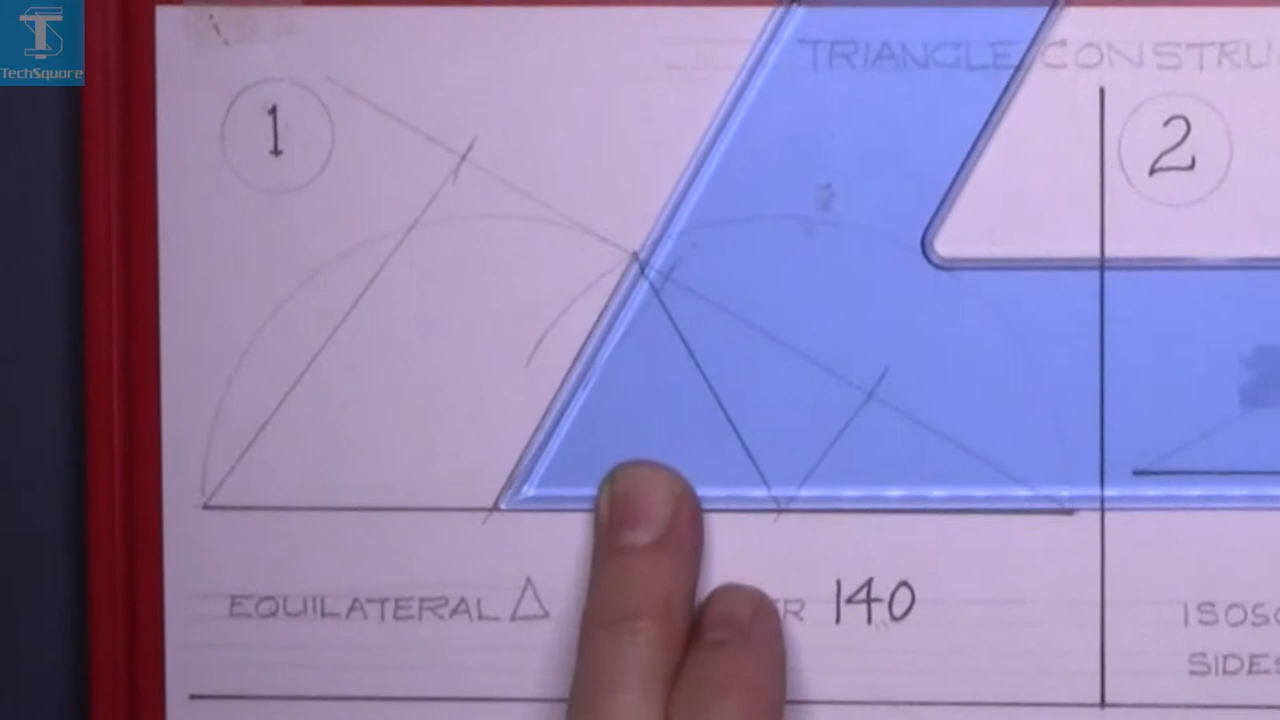 TechSquare
TRIANGLE CONSTRU
1
2
EQUILATERAL △
R 140
ISOSC
SIDES